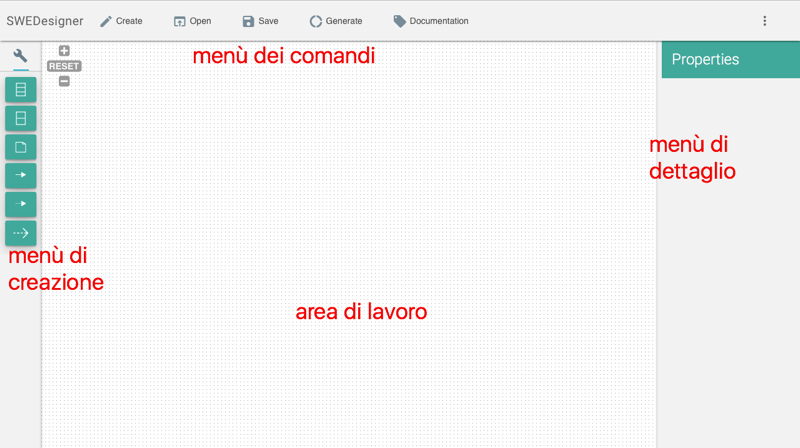 SWEDesigner Create Open Save Generate Documentation
menù dei comandi
RESET
Properties
menù di
dettaglio
menù di
creazione
area di lavoro